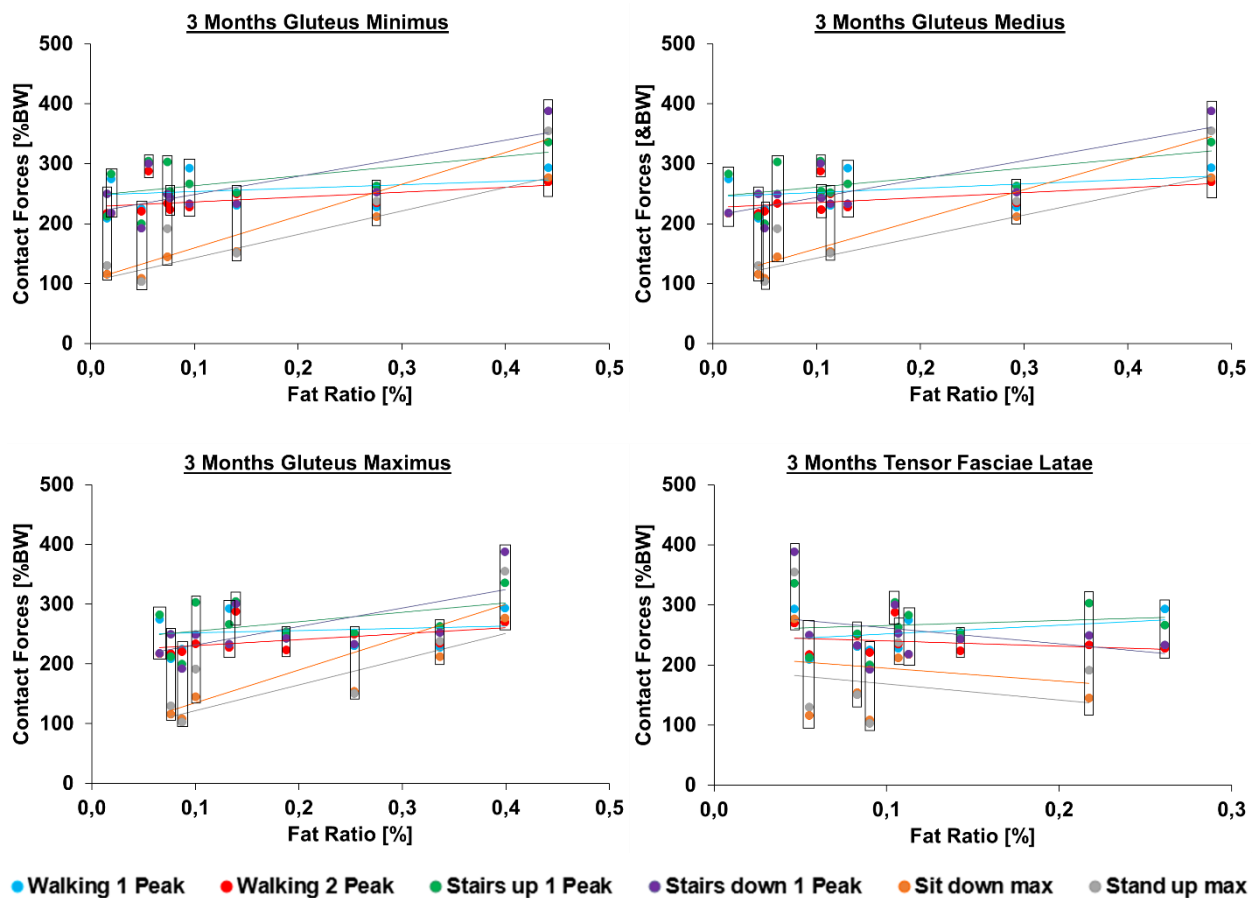 3 Months Gluteus Minimus
500
400
300
200
100
0
Contact Forces [%BW]
0,0 0,1 0,2 0,3 0,4 0,5
Fat Ratio [%]
3 Months Gluteus Medius
500
400
300
200
100
0
Contact Forces [&BW]
0,0 0,1 0,2 0,3 0,4 0,5
Fat Ratio [%]
3 Months Gluteus Maximus
500
400
300
200
100
0
Contact Forces [%BW]
0,0 0,1 0,2 0,3 0,4 0,5
Fat Ratio [%]
3 Months Tensor Fasciae Latae
500
400
300
200
100
0
Contact Forces [%BW]
0,0 0,1 0,2 0,3
Fat Ratio [%]
Walking 1 Peak Walking 2 Peak Stairs up 1 Peak Stairs down 1 Peak Sit down max Stand up max